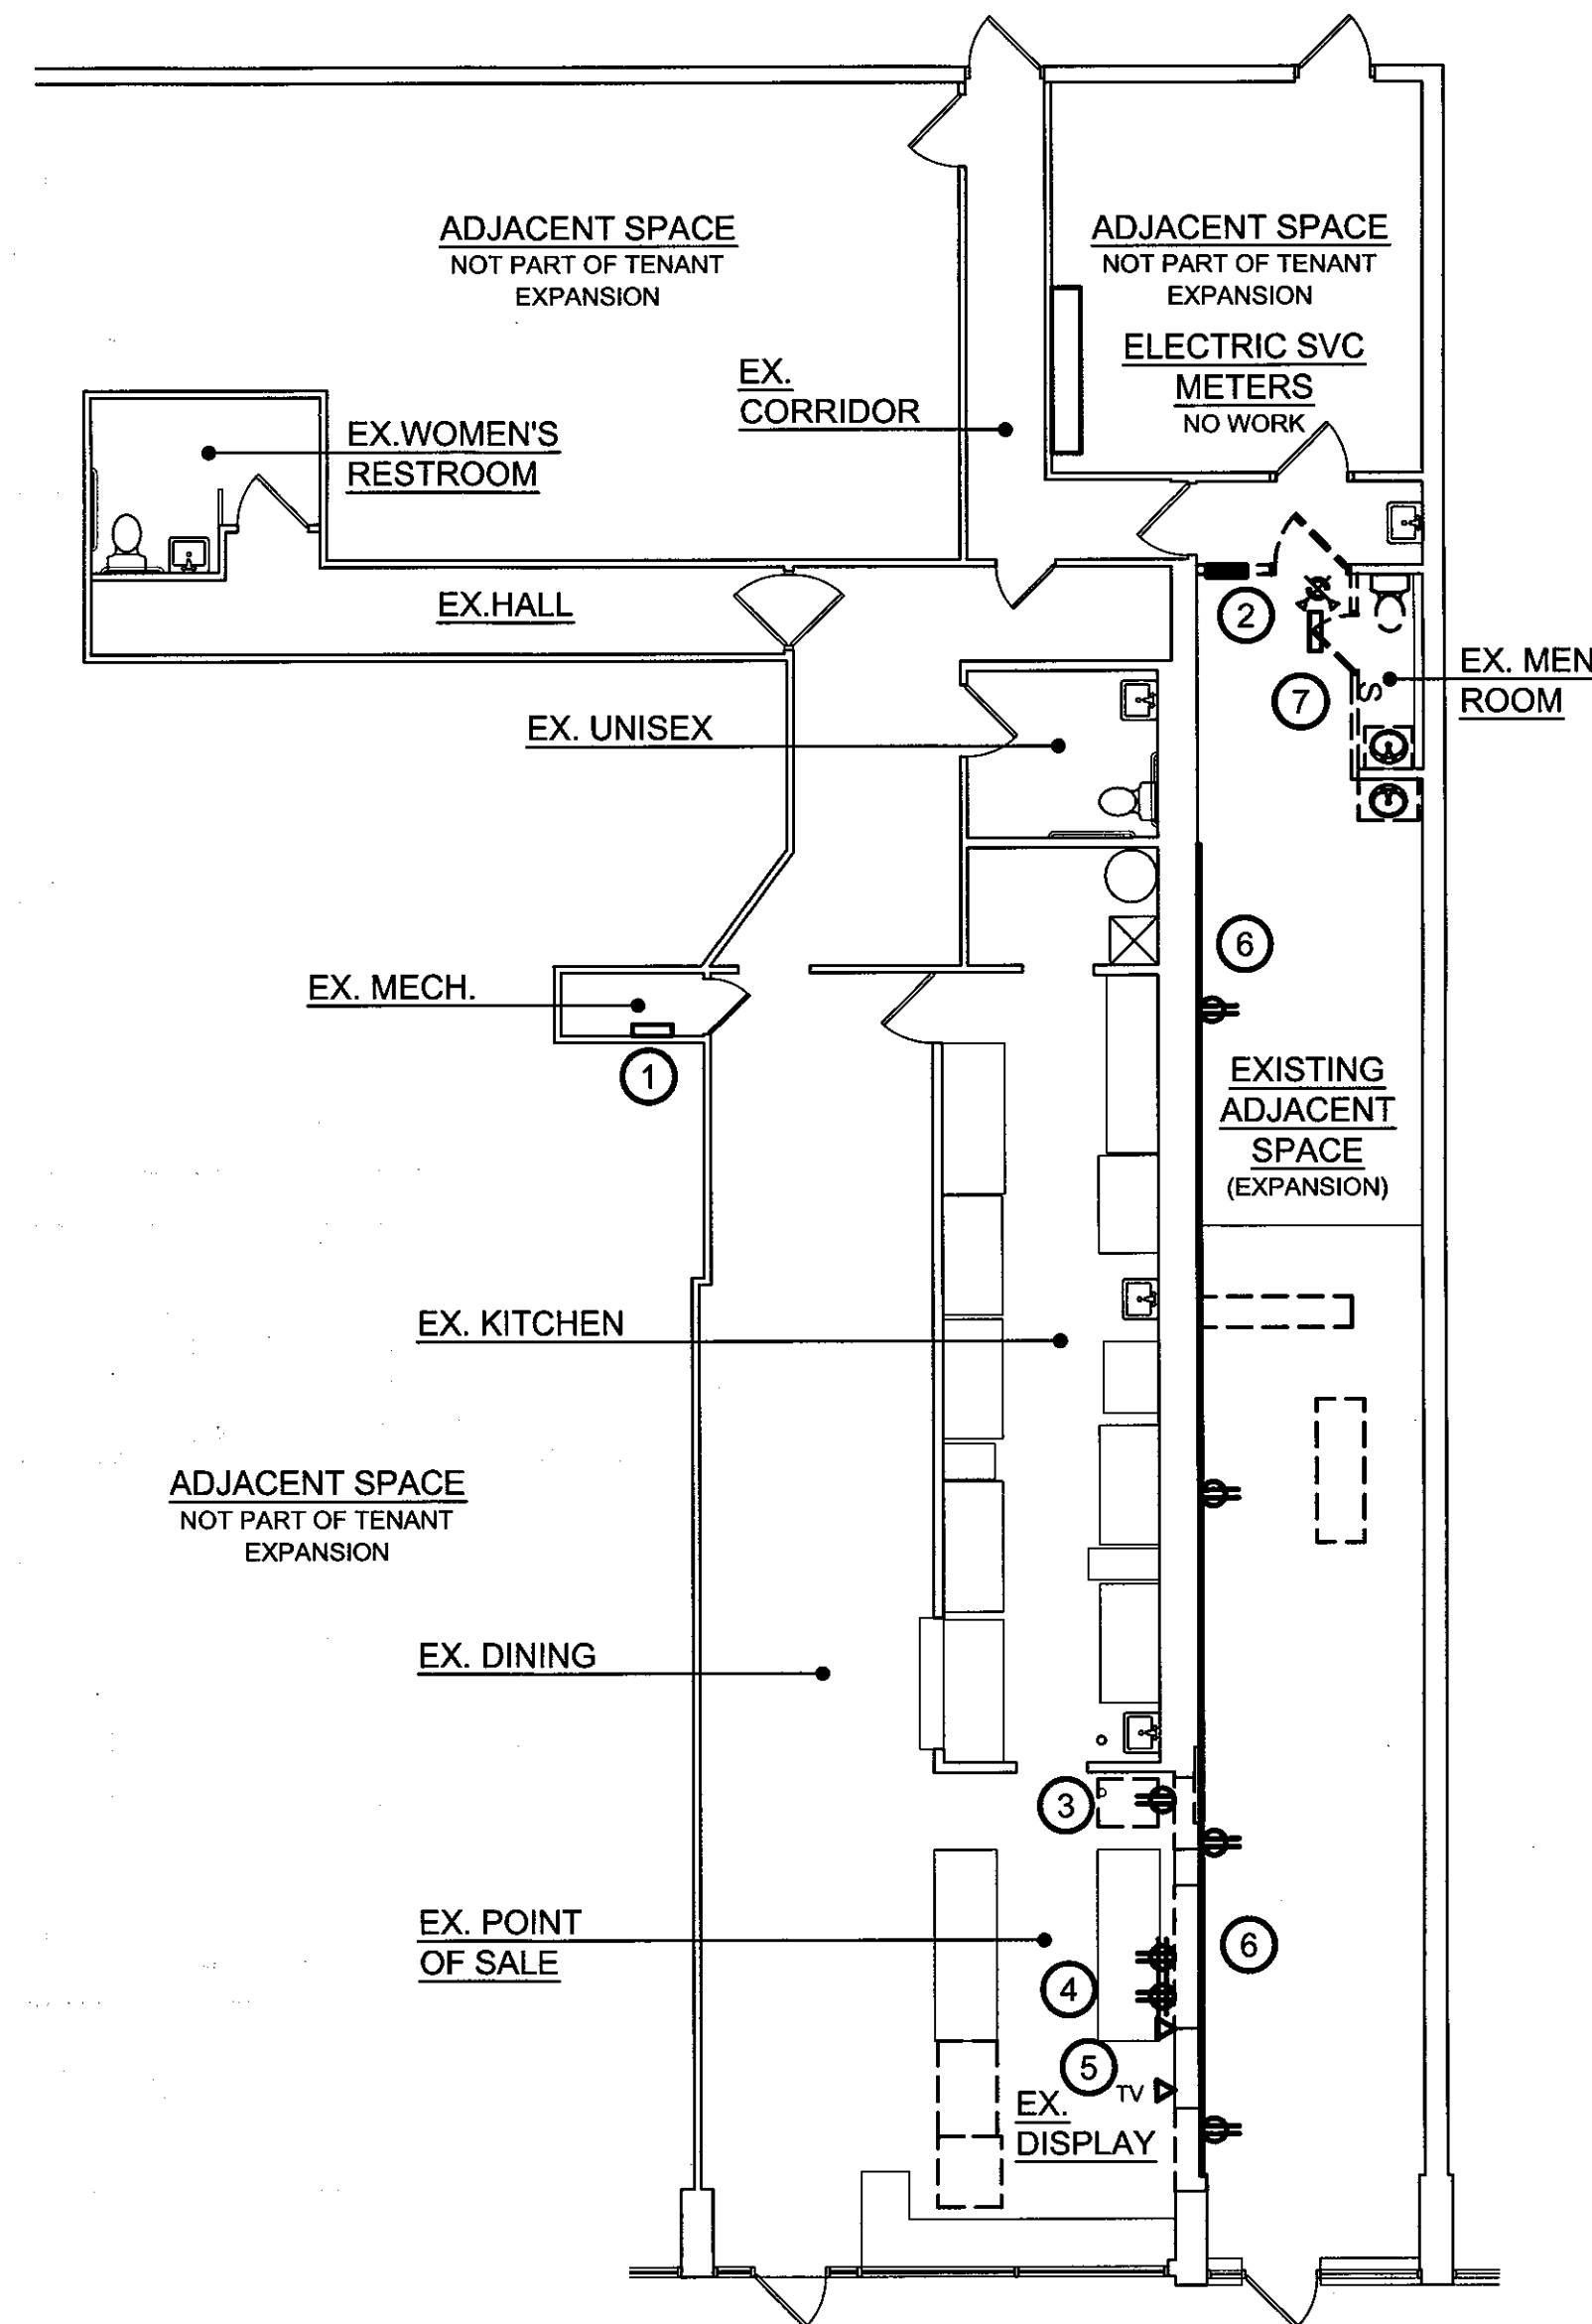 ADJACENT SPACE
NOT PART OF TENANT
EXPANSION
ADJACENT SPACE
NOT PART OF TENANT
EXPANSION
ELECTRIC SVC
METERS
NO WORK
EX.
CORRIDOR
EX.WOMEN'S
RESTROOM
EX.HALL
2
EX. MEN
ROOM
S
7
EX. UNISEX
6
EX. MECH.
1
EXISTING
ADJACENT
SPACE
(EXPANSION)
EX. KITCHEN
ADJACENT SPACE
NOT PART OF TENANT
EXPANSION
EX. DINING
3
EX. POINT
OF SALE
6
4
5
TV
EX.
DISPLAY